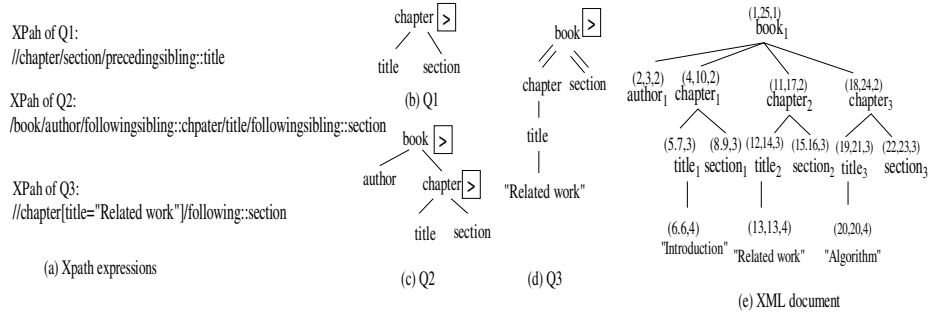 XPah of Q1:
//chapter/section/precedingsibling::title
XPah of Q2:
/book/author/followingsibling::chpater/title/followingsibling::section
XPah of Q3:
//chapter[title="Related work"]/following::section
(a) Xpath expressions
chapter >
title section
(b) Q1
book >
author chapter >
title section
(c) Q2
book >
chapter section
title
"Related work"
(d) Q3
(1,25,1)
book1
(2,3,2) (4,10,2) (11,17,2) (18,24,2)
author1 chapter1 chapter2 chapter3
(5.7,3) (8.9,3) (12,14,3) (15.16,3) (19,21,3) (22,23,3)
title1 section1 title2 section2 title3 section3
(6.6,4) (13,13,4) (20,20,4)
"Introduction" "Related work" "Algorithm"
(e) XML document